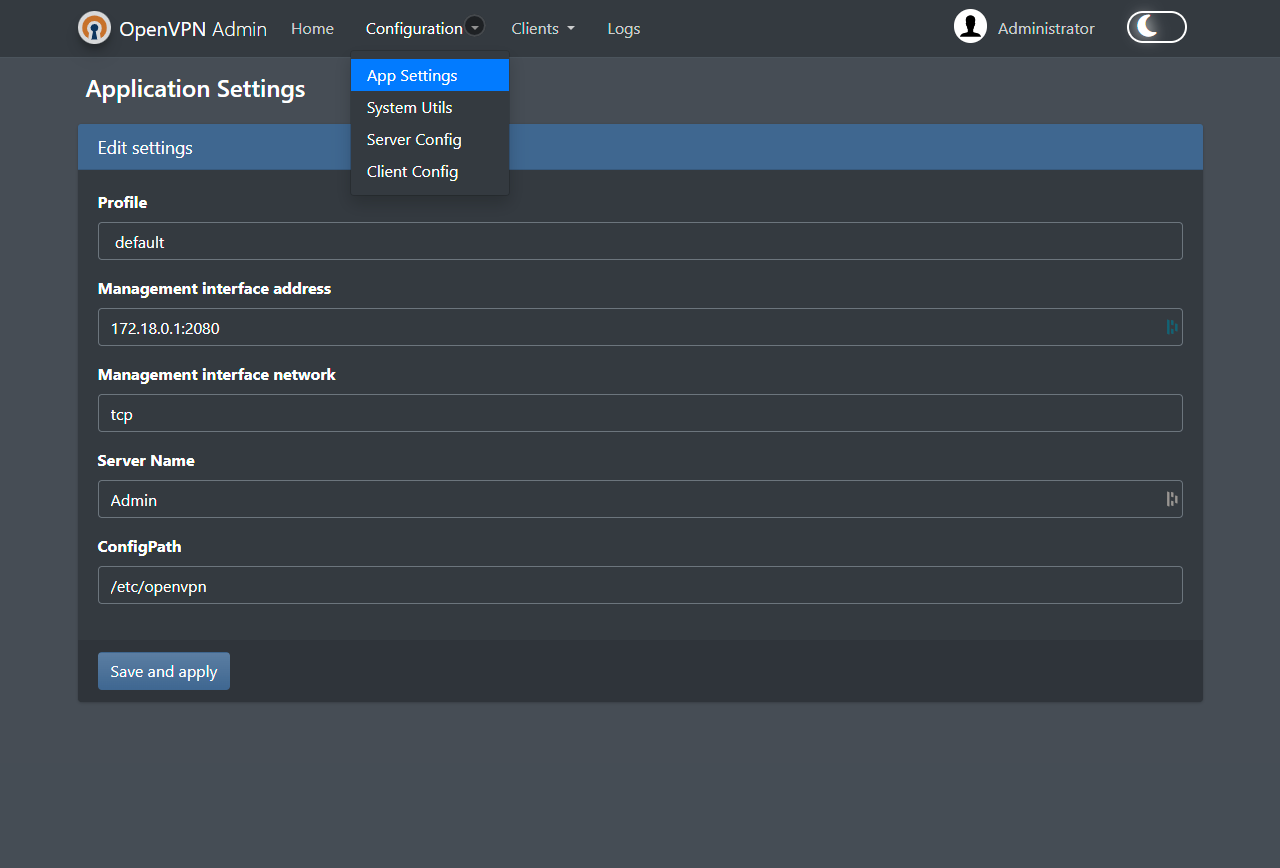 OpenVPN Admin Home Configuration Clients Logs Administrator
App Settings
System Utils
Server Config
Client Config
Application Settings
Edit settings
Profile
default
Management interface address
172.18.0.1:2080
Management interface network
tcp
Server Name
Admin
ConfigPath
/etc/openvpn
Save and apply